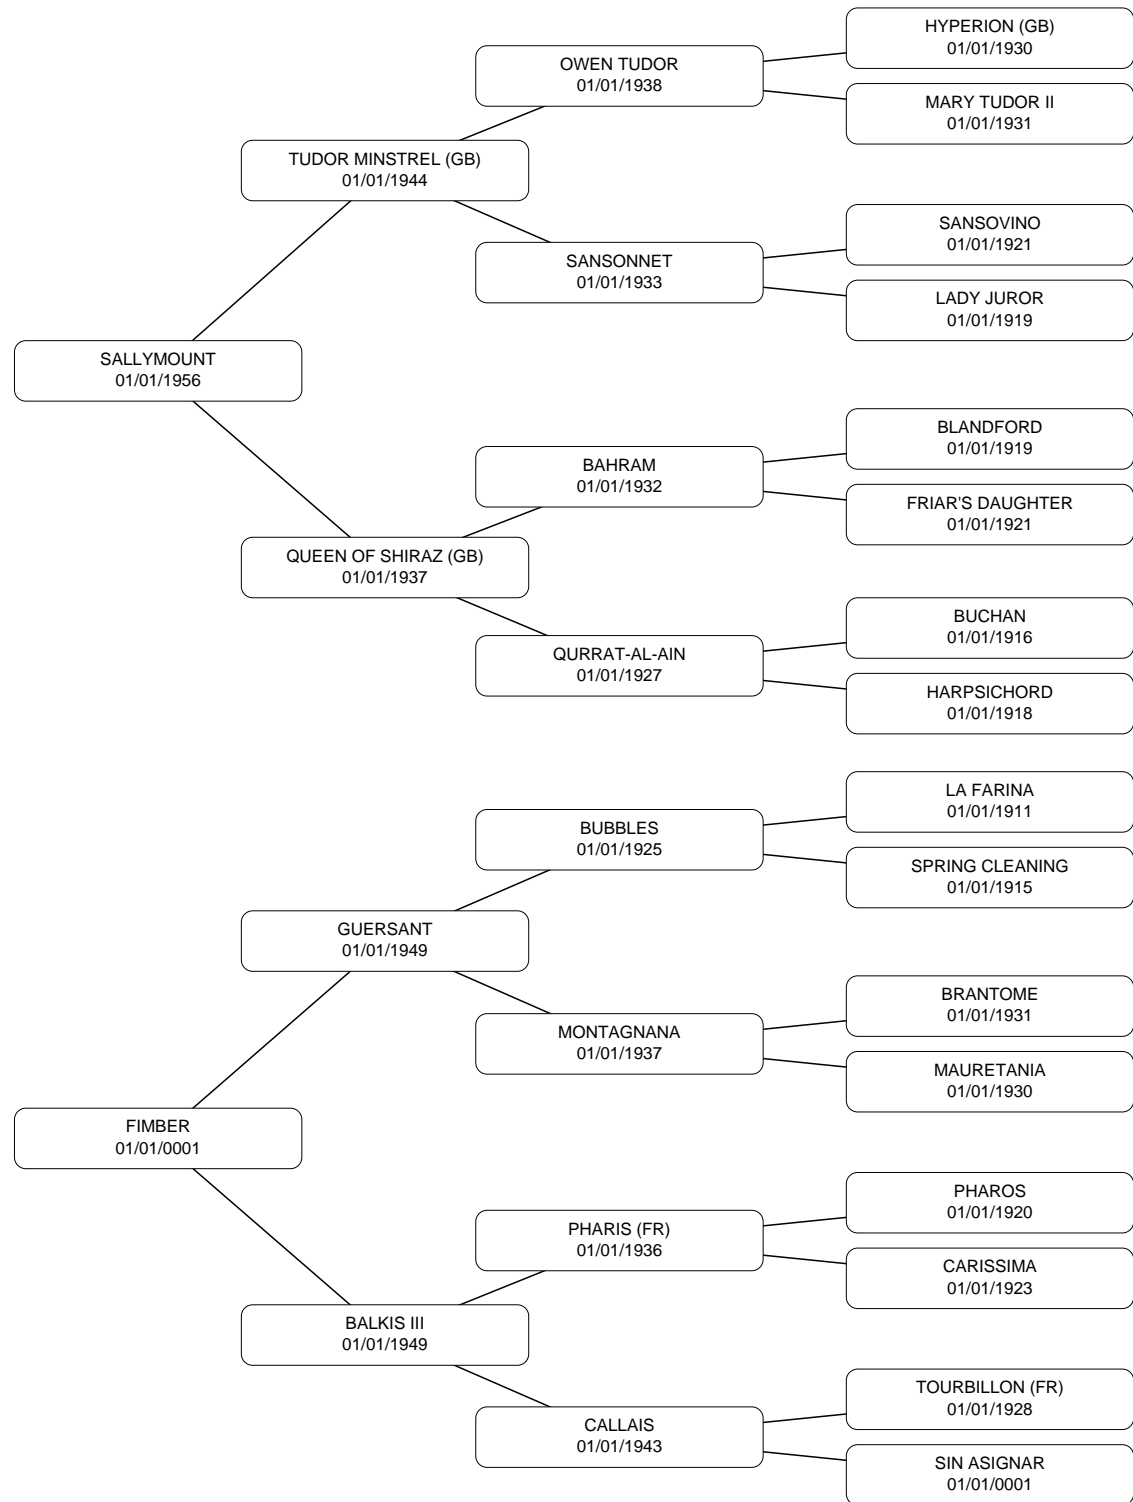 HYPERION (GB)
01/01/1930
OWEN TUDOR
01/01/1938
MARY TUDOR II
01/01/1931
TUDOR MINSTREL (GB)
01/01/1944
SANSOVINO
01/01/1921
SANSONNET
01/01/1933
LADY JUROR
01/01/1919
SALLYMOUNT
01/01/1956
BLANDFORD
01/01/1919
BAHRAM
01/01/1932
FRIAR'S DAUGHTER
01/01/1921
QUEEN OF SHIRAZ (GB)
01/01/1937
BUCHAN
01/01/1916
QURRAT-AL-AIN
01/01/1927
HARPSICHORD
01/01/1918
LA FARINA
01/01/1911
BUBBLES
01/01/1925
SPRING CLEANING
01/01/1915
GUERSANT
01/01/1949
BRANTOME
01/01/1931
MONTAGNANA
01/01/1937
MAURETANIA
01/01/1930
FIMBER
01/01/0001
PHAROS
01/01/1920
PHARIS (FR)
01/01/1936
CARISSIMA
01/01/1923
BALKIS III
01/01/1949
TOURBILLON (FR)
01/01/1928
CALLAIS
01/01/1943
SIN ASIGNAR
01/01/0001